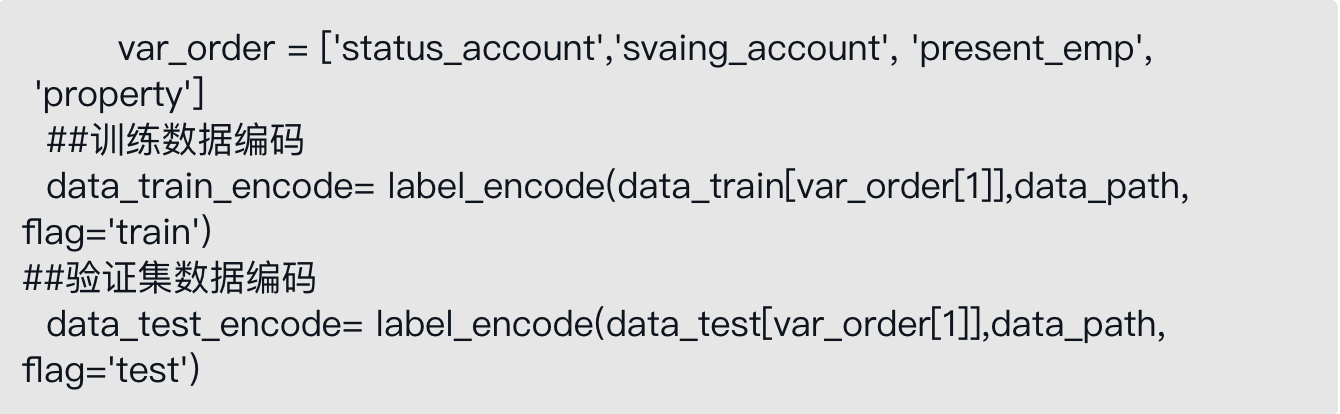 var_order = ['status_account','svaing_account', 'present_emp',
'property']
##训练数据编码
data_train_encode= label_encode(data_train[var_order[1]],data_path,
flag='train')
##验证集数据编码
data_test_encode= label_encode(data_test[var_order[1]],data_path,
flag='test')